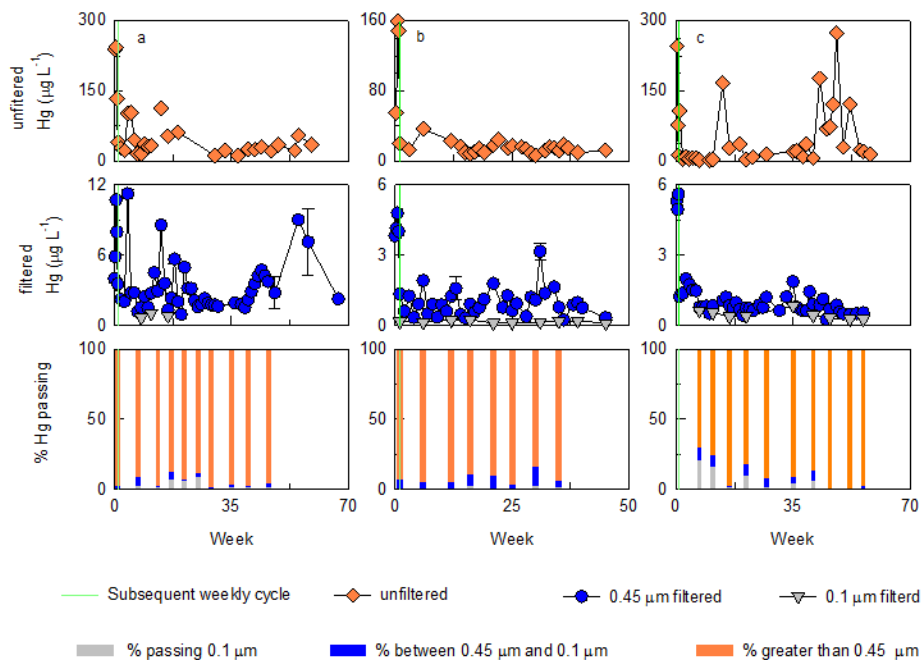 300
150
0
unfitered
Hg (µg L⁻¹)
a
160
80
0
b
300
150
0
c
12
6
0
filtered
Hg (µg L⁻¹)
6
3
0
6
3
0
100
50
0
% Hg passing
100
50
0
100
50
0
0 35 70
0 25 50
0 35 70
Week Week Week
Subsequent weekly cycle unfiltered 0.45 µm filtered 0.1 µm filterd
% passing 0.1 µm % between 0.45 µm and 0.1 µm % greater than 0.45 µm